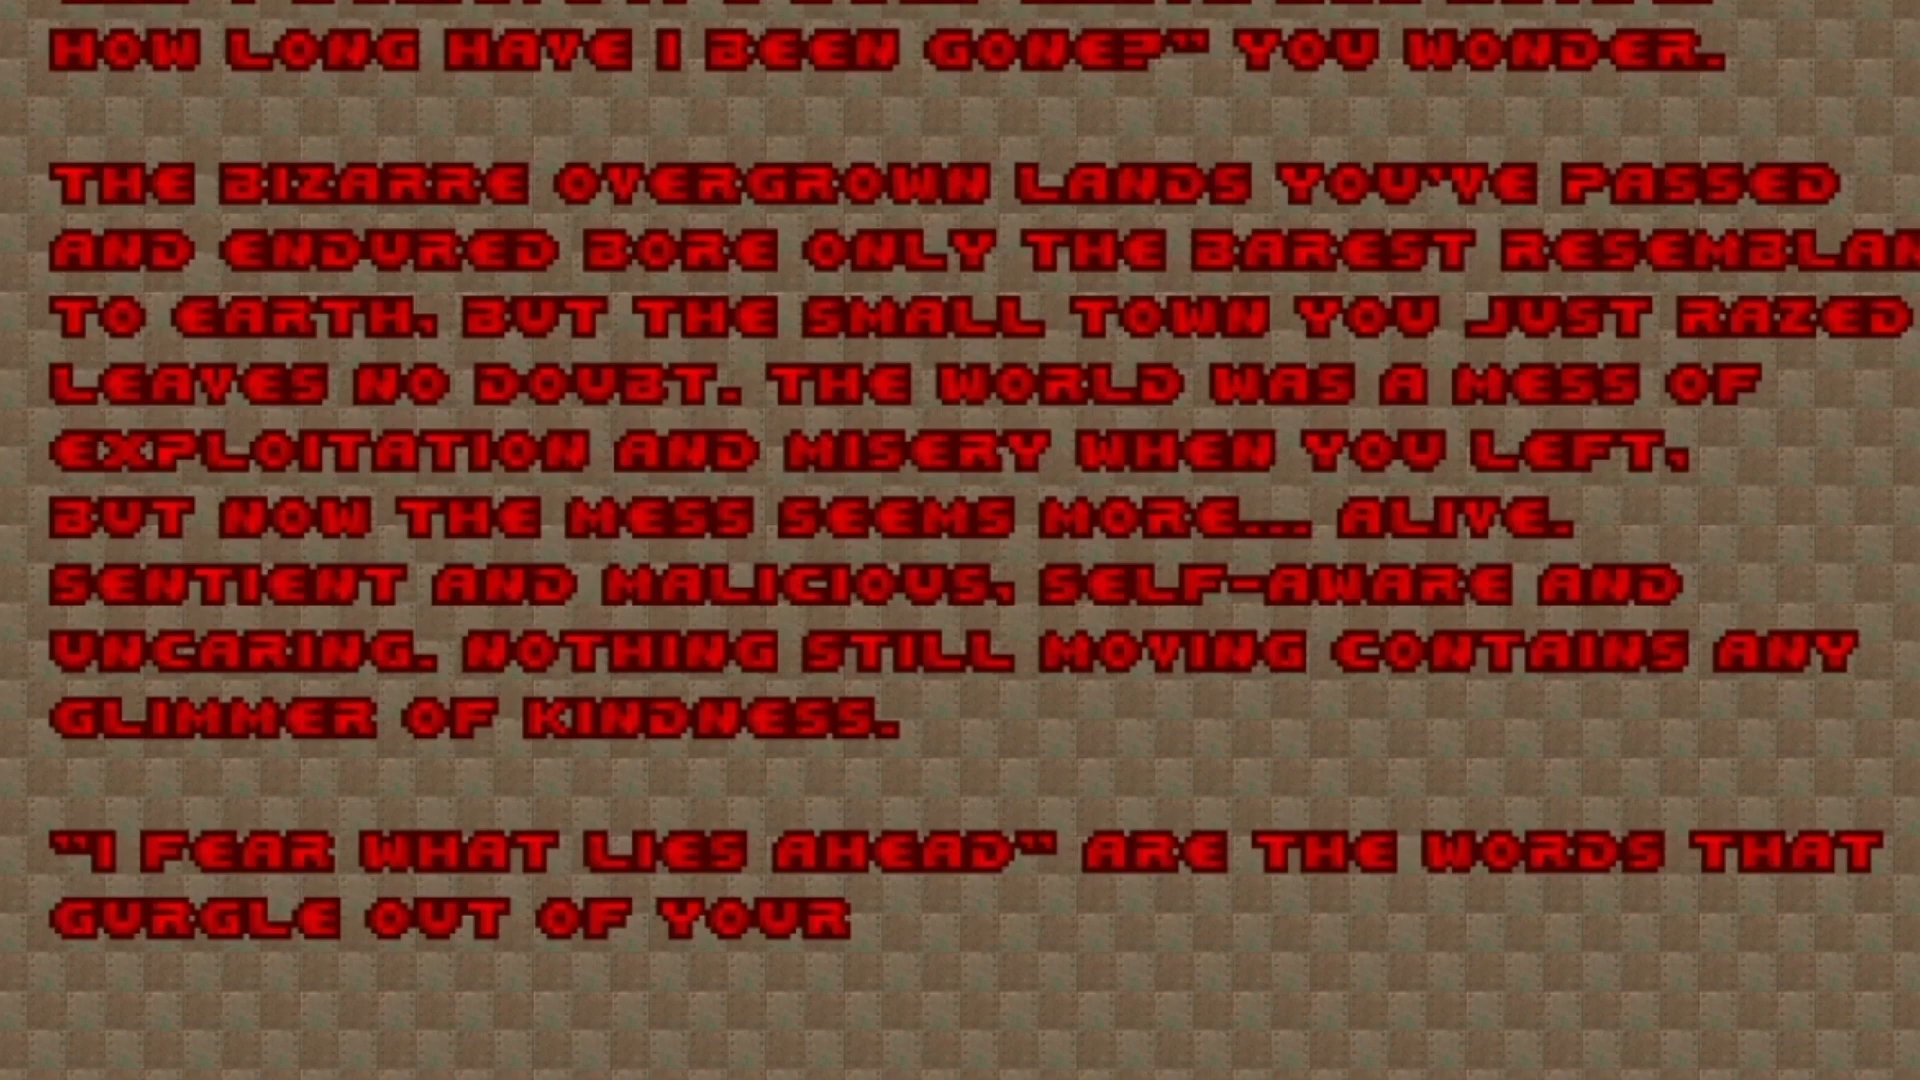 HOW LONG HAVE I BEEN GONE?" YOU WONDER.
THE BIZARRE OVERGROWN LANDS YOU'VE PASSED
AND ENDURED BORE ONLY THE BAREST RESEMBLAN
TO EARTH, BUT THE SMALL TOWN YOU JUST RAZED
LEAVES NO DOUBT. THE WORLD WAS A MESS OF
EXPLOITATION AND MISERY WHEN YOU LEFT,
BUT NOW THE MESS SEEMS MORE... ALIVE.
SENTIENT AND MALICIOUS, SELF-AWARE AND
UNCARING. NOTHING STILL MOVING CONTAINS ANY
GLIMMER OF KINDNESS.
"I FEAR WHAT LIES AHEAD" ARE THE WORDS THAT
GURGLE OUT OF YOUR